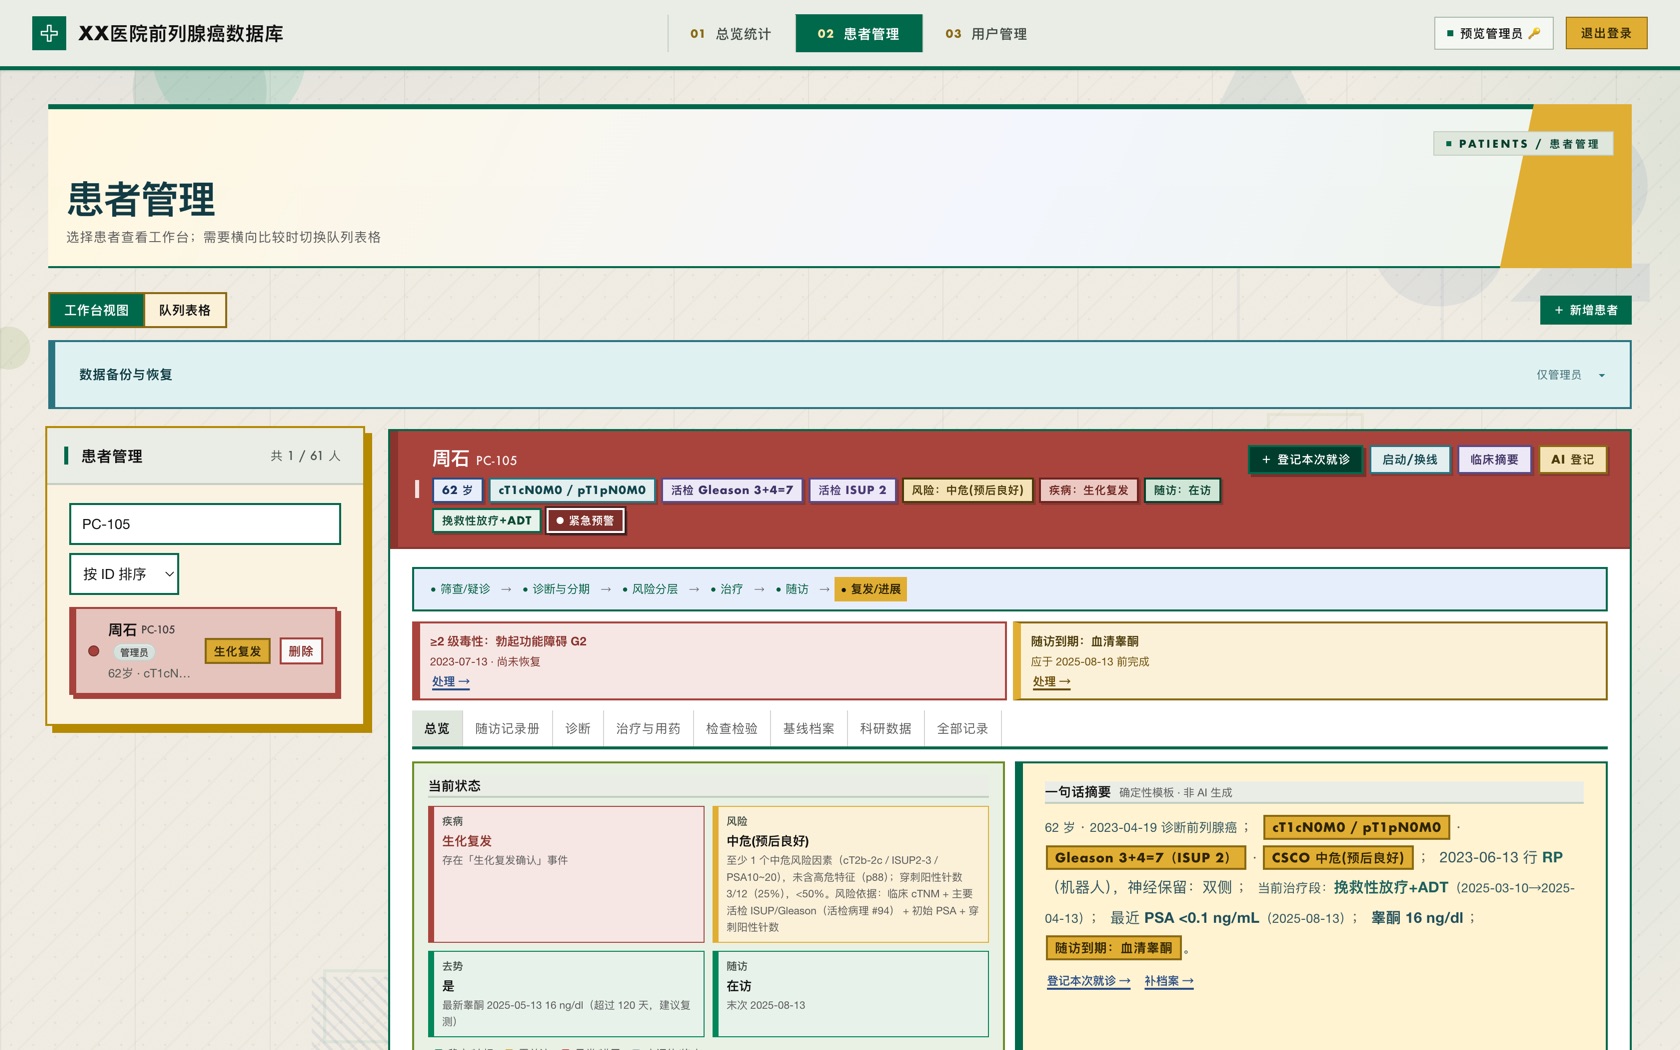 XX医院前列腺癌数据库
01 总览统计
02 患者管理
03 用户管理
预览管理员 🔑
退出登录
PATIENTS / 患者管理
患者管理
选择患者查看工作台；需要横向比较时切换队列表格
工作台视图
队列表格
+ 新增患者
数据备份与恢复
仅管理员
患者管理
共 1 / 61 人
PC-105
按 ID 排序
周石 PC-105
管理员
62岁 · cT1cN…
生化复发
删除
周石 PC-105
+ 登记本次就诊
启动/换线
临床摘要
AI 登记
62 岁
cT1cN0M0 / pT1pN0M0
活检 Gleason 3+4=7
活检 ISUP 2
风险：中危(预后良好)
疾病：生化复发
随访：在访
挽救性放疗+ADT
紧急预警
筛查/疑诊 → 诊断与分期 → 风险分层 → 治疗 → 随访 → 复发/进展
≥2 级毒性：勃起功能障碍 G2
2023-07-13 · 尚未恢复
处理 →
随访到期：血清睾酮
应于 2025-08-13 前完成
处理 →
总览
随访记录册
诊断
治疗与用药
检查检验
基线档案
科研数据
全部记录
当前状态
疾病
生化复发
存在「生化复发确认」事件
风险
中危(预后良好)
至少 1 个中危风险因素（cT2b-2c / ISUP2-3 /
PSA10~20），未含高危特征（p88）；穿刺阳性针数
3/12（25%），<50%。风险依据：临床 cTNM + 主要
活检 ISUP/Gleason（活检病理 #94） + 初始 PSA + 穿
刺阳性针数
去势
是
最新睾酮 2025-05-13 16 ng/dl（超过 120 天，建议复
测）
随访
在访
末次 2025-08-13
一句话摘要 确定性模板 · 非 AI 生成
62 岁 · 2023-04-19 诊断前列腺癌； cT1cN0M0 / pT1pN0M0 ·
Gleason 3+4=7（ISUP 2） · CSCO 中危(预后良好) ； 2023-06-13 行 RP
（机器人），神经保留：双侧； 当前治疗段：挽救性放疗+ADT（2025-03-10→2025-
04-13）； 最近 PSA <0.1 ng/mL（2025-08-13）； 睾酮 16 ng/dl；
随访到期：血清睾酮 。
登记本次就诊 → 补档案 →